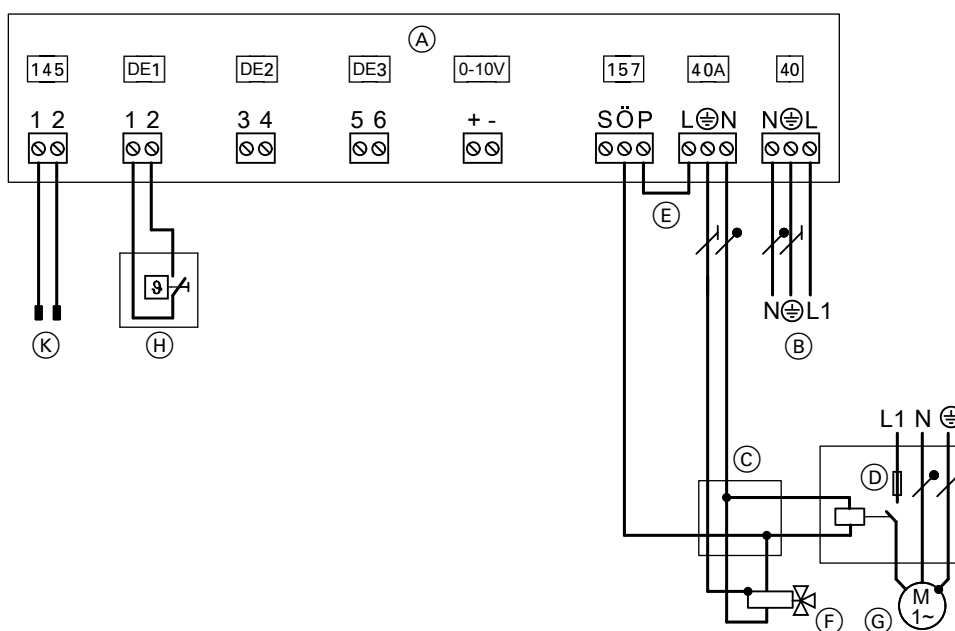 A
145 DE1 DE2 DE3 0-10V 157 40A 40
1 2 1 2 3 4 5 6 + - S Ö P L N N L
E
ϑ
N L1
K H B
L1 N
C
D
M
1~
F G